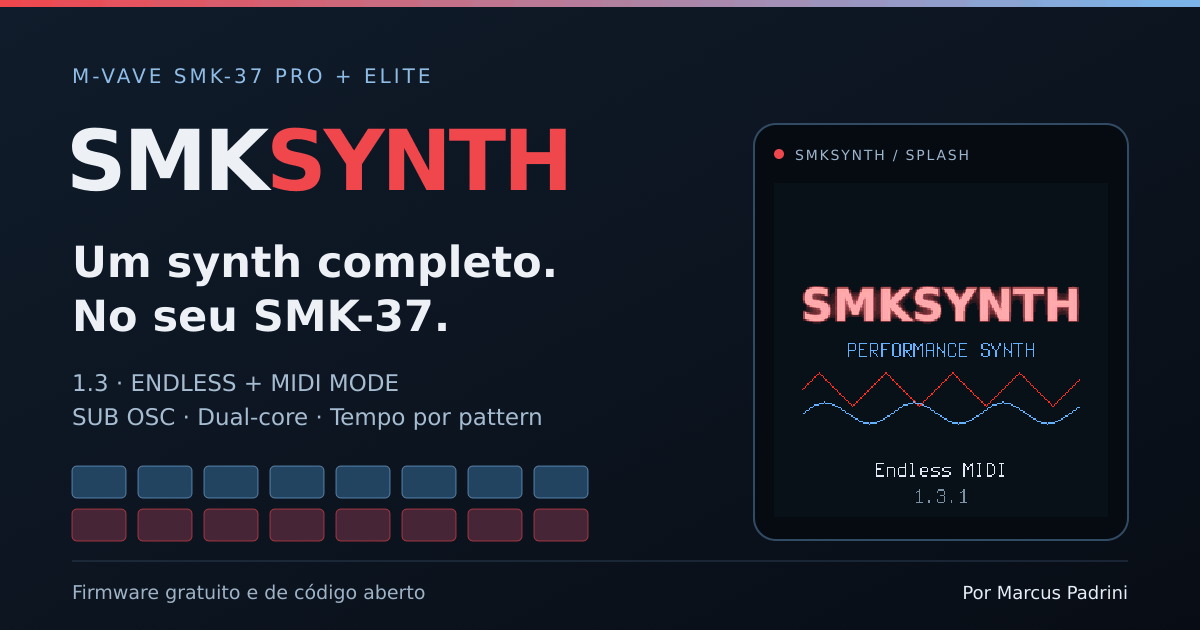 M-VAVE SMK-37 PRO + ELITE
SMKSYNTH
Um synth completo.
No seu SMK-37.
1.3 · ENDLESS + MIDI MODE
SUB OSC · Dual-core · Tempo por pattern
SMKSYNTH / SPLASH
SMKSYNTH
PERFORMANCE SYNTH
Endless MIDI
1.3.1
Firmware gratuito e de código aberto
Por Marcus Padrini